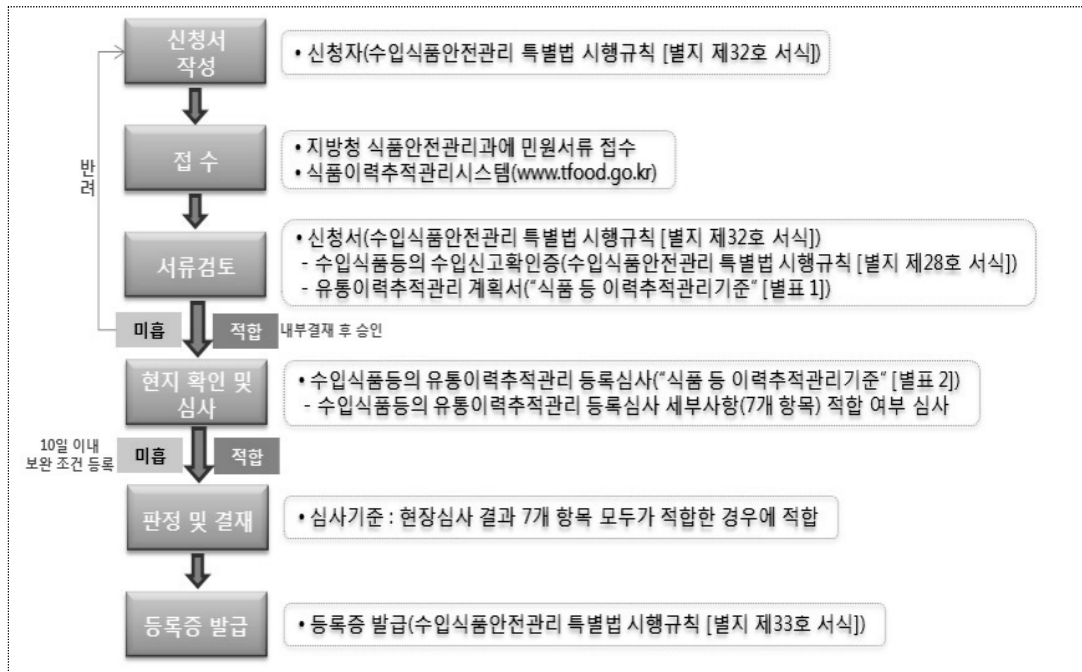 신청서
작성
• 신청자(수입식품안전관리 특별법 시행규칙 [별지 제32호 서식])
반려
접 수
• 지방청 식품안전관리과에 민원서류 접수
• 식품이력추적관리시스템(www.tfood.go.kr)
서류검토
• 신청서(수입식품안전관리 특별법 시행규칙 [별지 제32호 서식])
- 수입식품등의 수입신고확인증(수입식품안전관리 특별법 시행규칙 [별지 제28호 서식])
- 유통이력추적관리 계획서("식품 등 이력추적관리기준" [별표 1])
미흡
적합
내부결재 후 승인
현지 확인 및
심사
• 수입식품등의 유통이력추적관리 등록심사("식품 등 이력추적관리기준" [별표 2])
- 수입식품등의 유통이력추적관리 등록심사 세부사항(7개 항목) 적합 여부 심사
10일 이내
보완 조건 등록
미흡
적합
판정 및 결재
• 심사기준 : 현장심사 결과 7개 항목 모두가 적합한 경우에 적합
등록증 발급
• 등록증 발급(수입식품안전관리 특별법 시행규칙 [별지 제33호 서식])